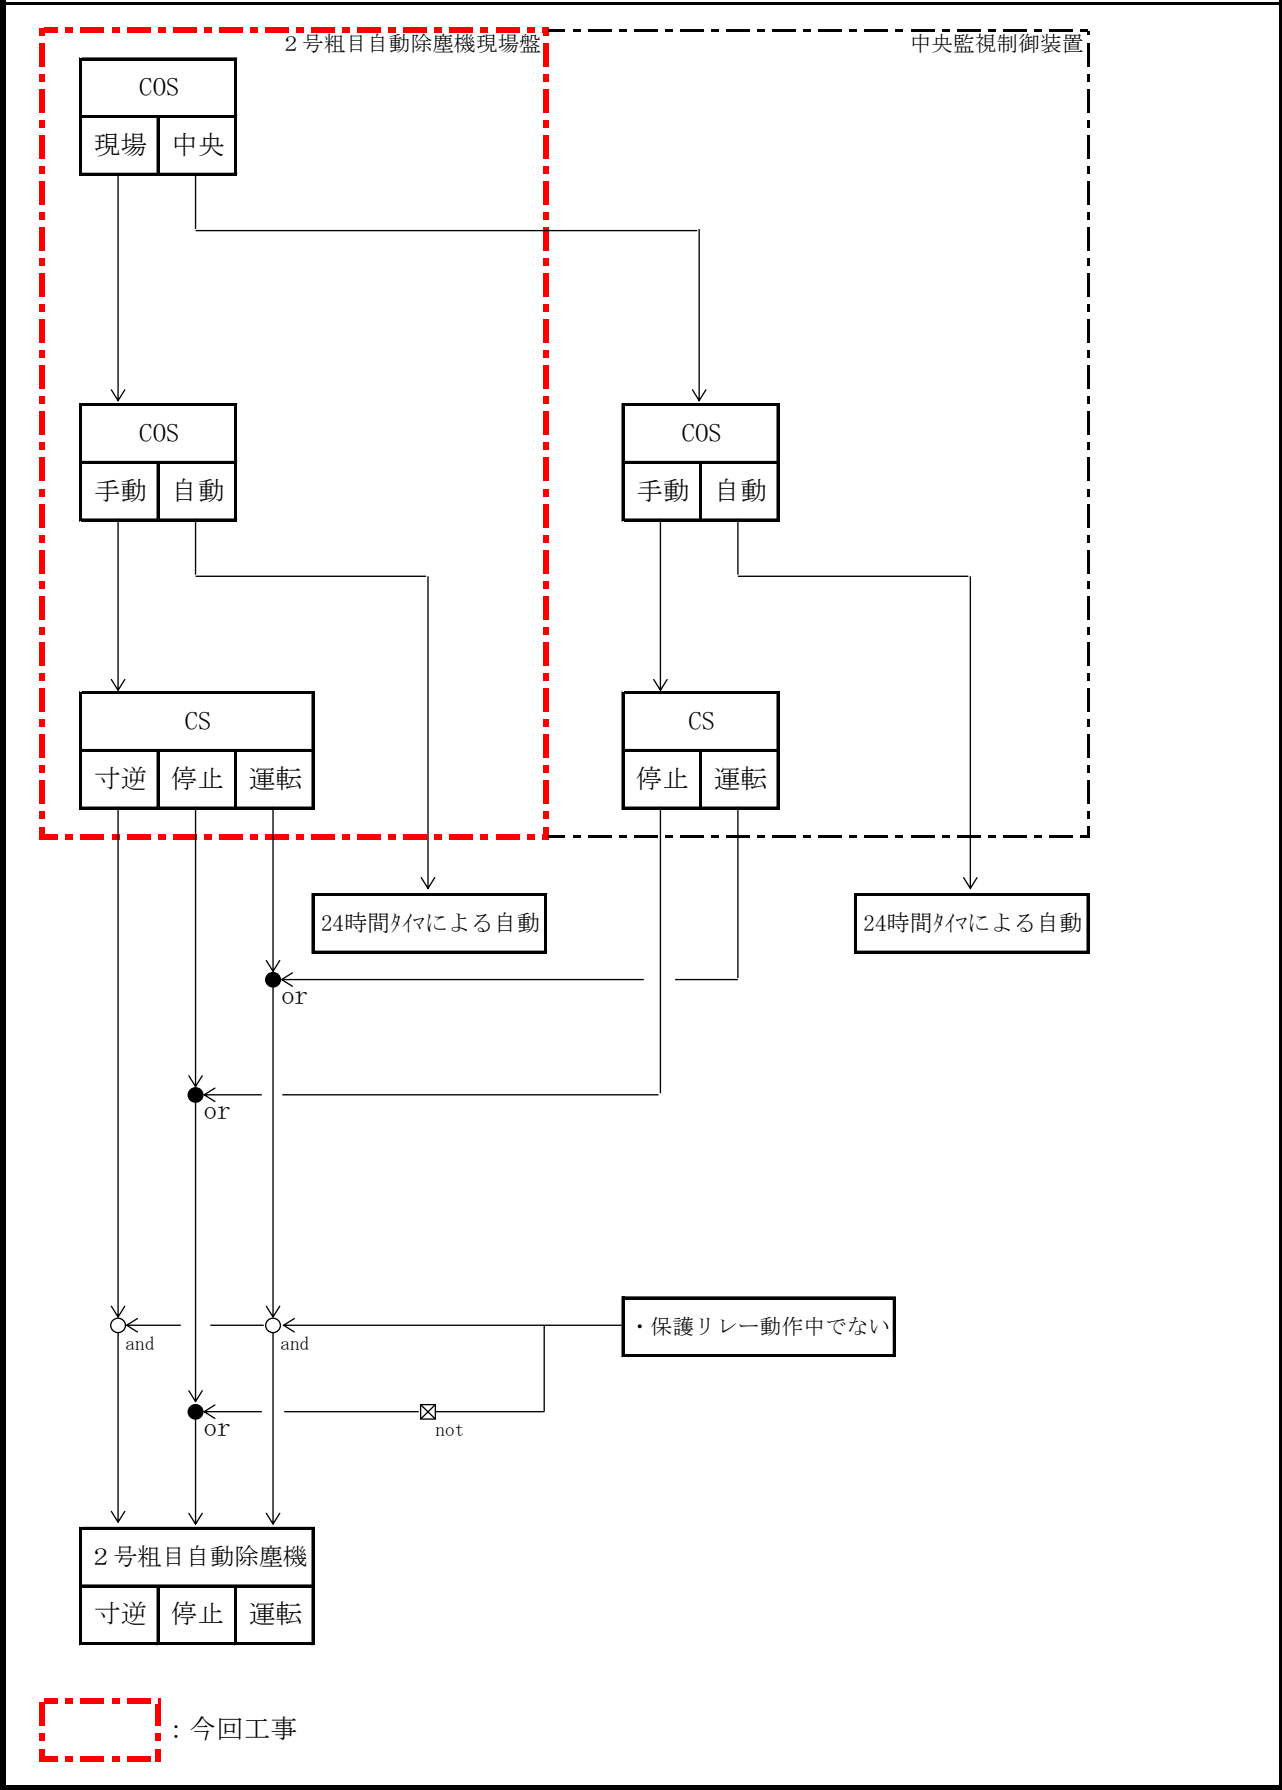 ２号粗目自動除塵機現場盤
中央監視制御装置
COS
現場 中央
COS
手動 自動
COS
手動 自動
CS
寸逆 停止 運転
CS
停止 運転
24時間ﾀｲﾏによる自動
24時間ﾀｲﾏによる自動
or
or
・保護リレー動作中でない
and
and
or
not
２号粗目自動除塵機
寸逆 停止 運転
：今回工事